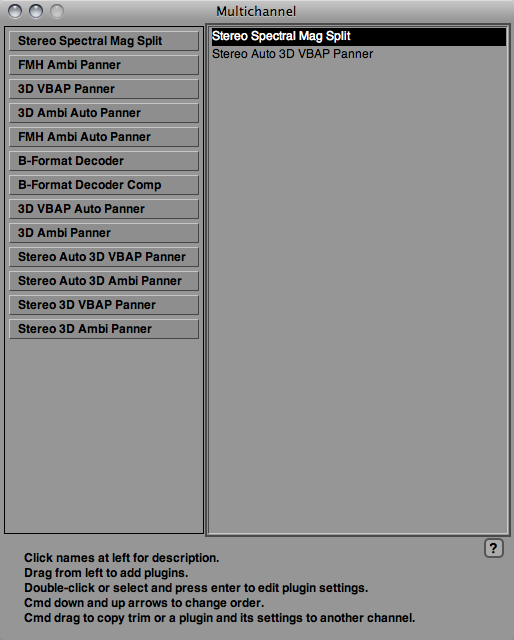 Multichannel
Stereo Spectral Mag Split
FMH Ambi Panner
3D VBAP Panner
3D Ambi Auto Panner
FMH Ambi Auto Panner
B-Format Decoder
B-Format Decoder Comp
3D VBAP Auto Panner
3D Ambi Panner
Stereo Auto 3D VBAP Panner
Stereo Auto 3D Ambi Panner
Stereo 3D VBAP Panner
Stereo 3D Ambi Panner
Stereo Spectral Mag Split
Stereo Auto 3D VBAP Panner
?
Click names at left for description.
Drag from left to add plugins.
Double-click or select and press enter to edit plugin settings.
Cmd down and up arrows to change order.
Cmd drag to copy trim or a plugin and its settings to another channel.